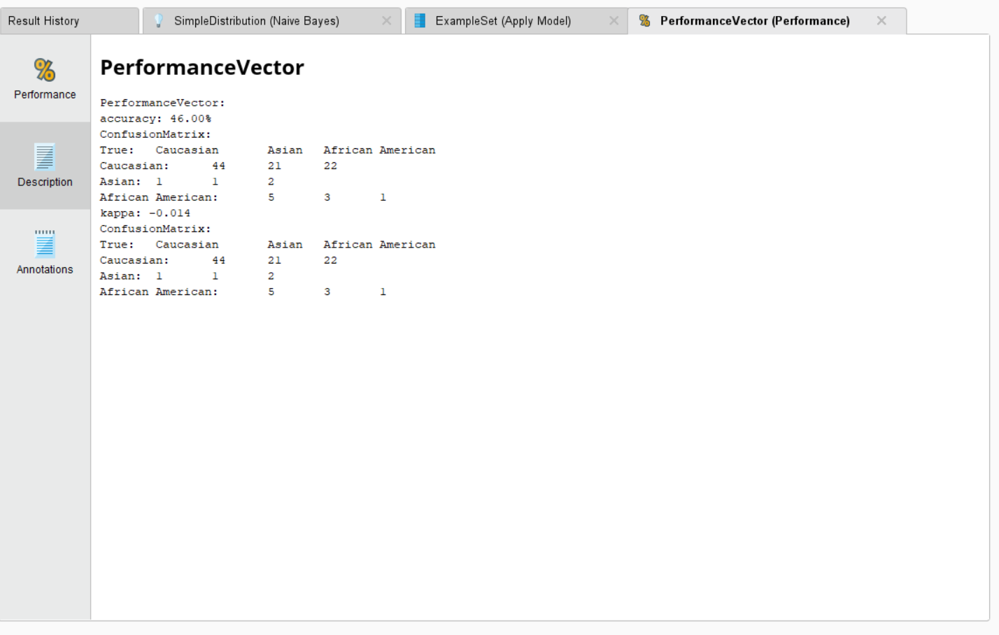 Result History
SimpleDistribution (Naive Bayes)
ExampleSet (Apply Model)
PerformanceVector (Performance)
Performance
Description
Annotations
PerformanceVector
PerformanceVector:
accuracy: 46.00%
ConfusionMatrix:
True: Caucasian Asian African American
Caucasian: 44 21 22
Asian: 1 1 2
African American: 5 3 1
kappa: -0.014
ConfusionMatrix:
True: Caucasian Asian African American
Caucasian: 44 21 22
Asian: 1 1 2
African American: 5 3 1